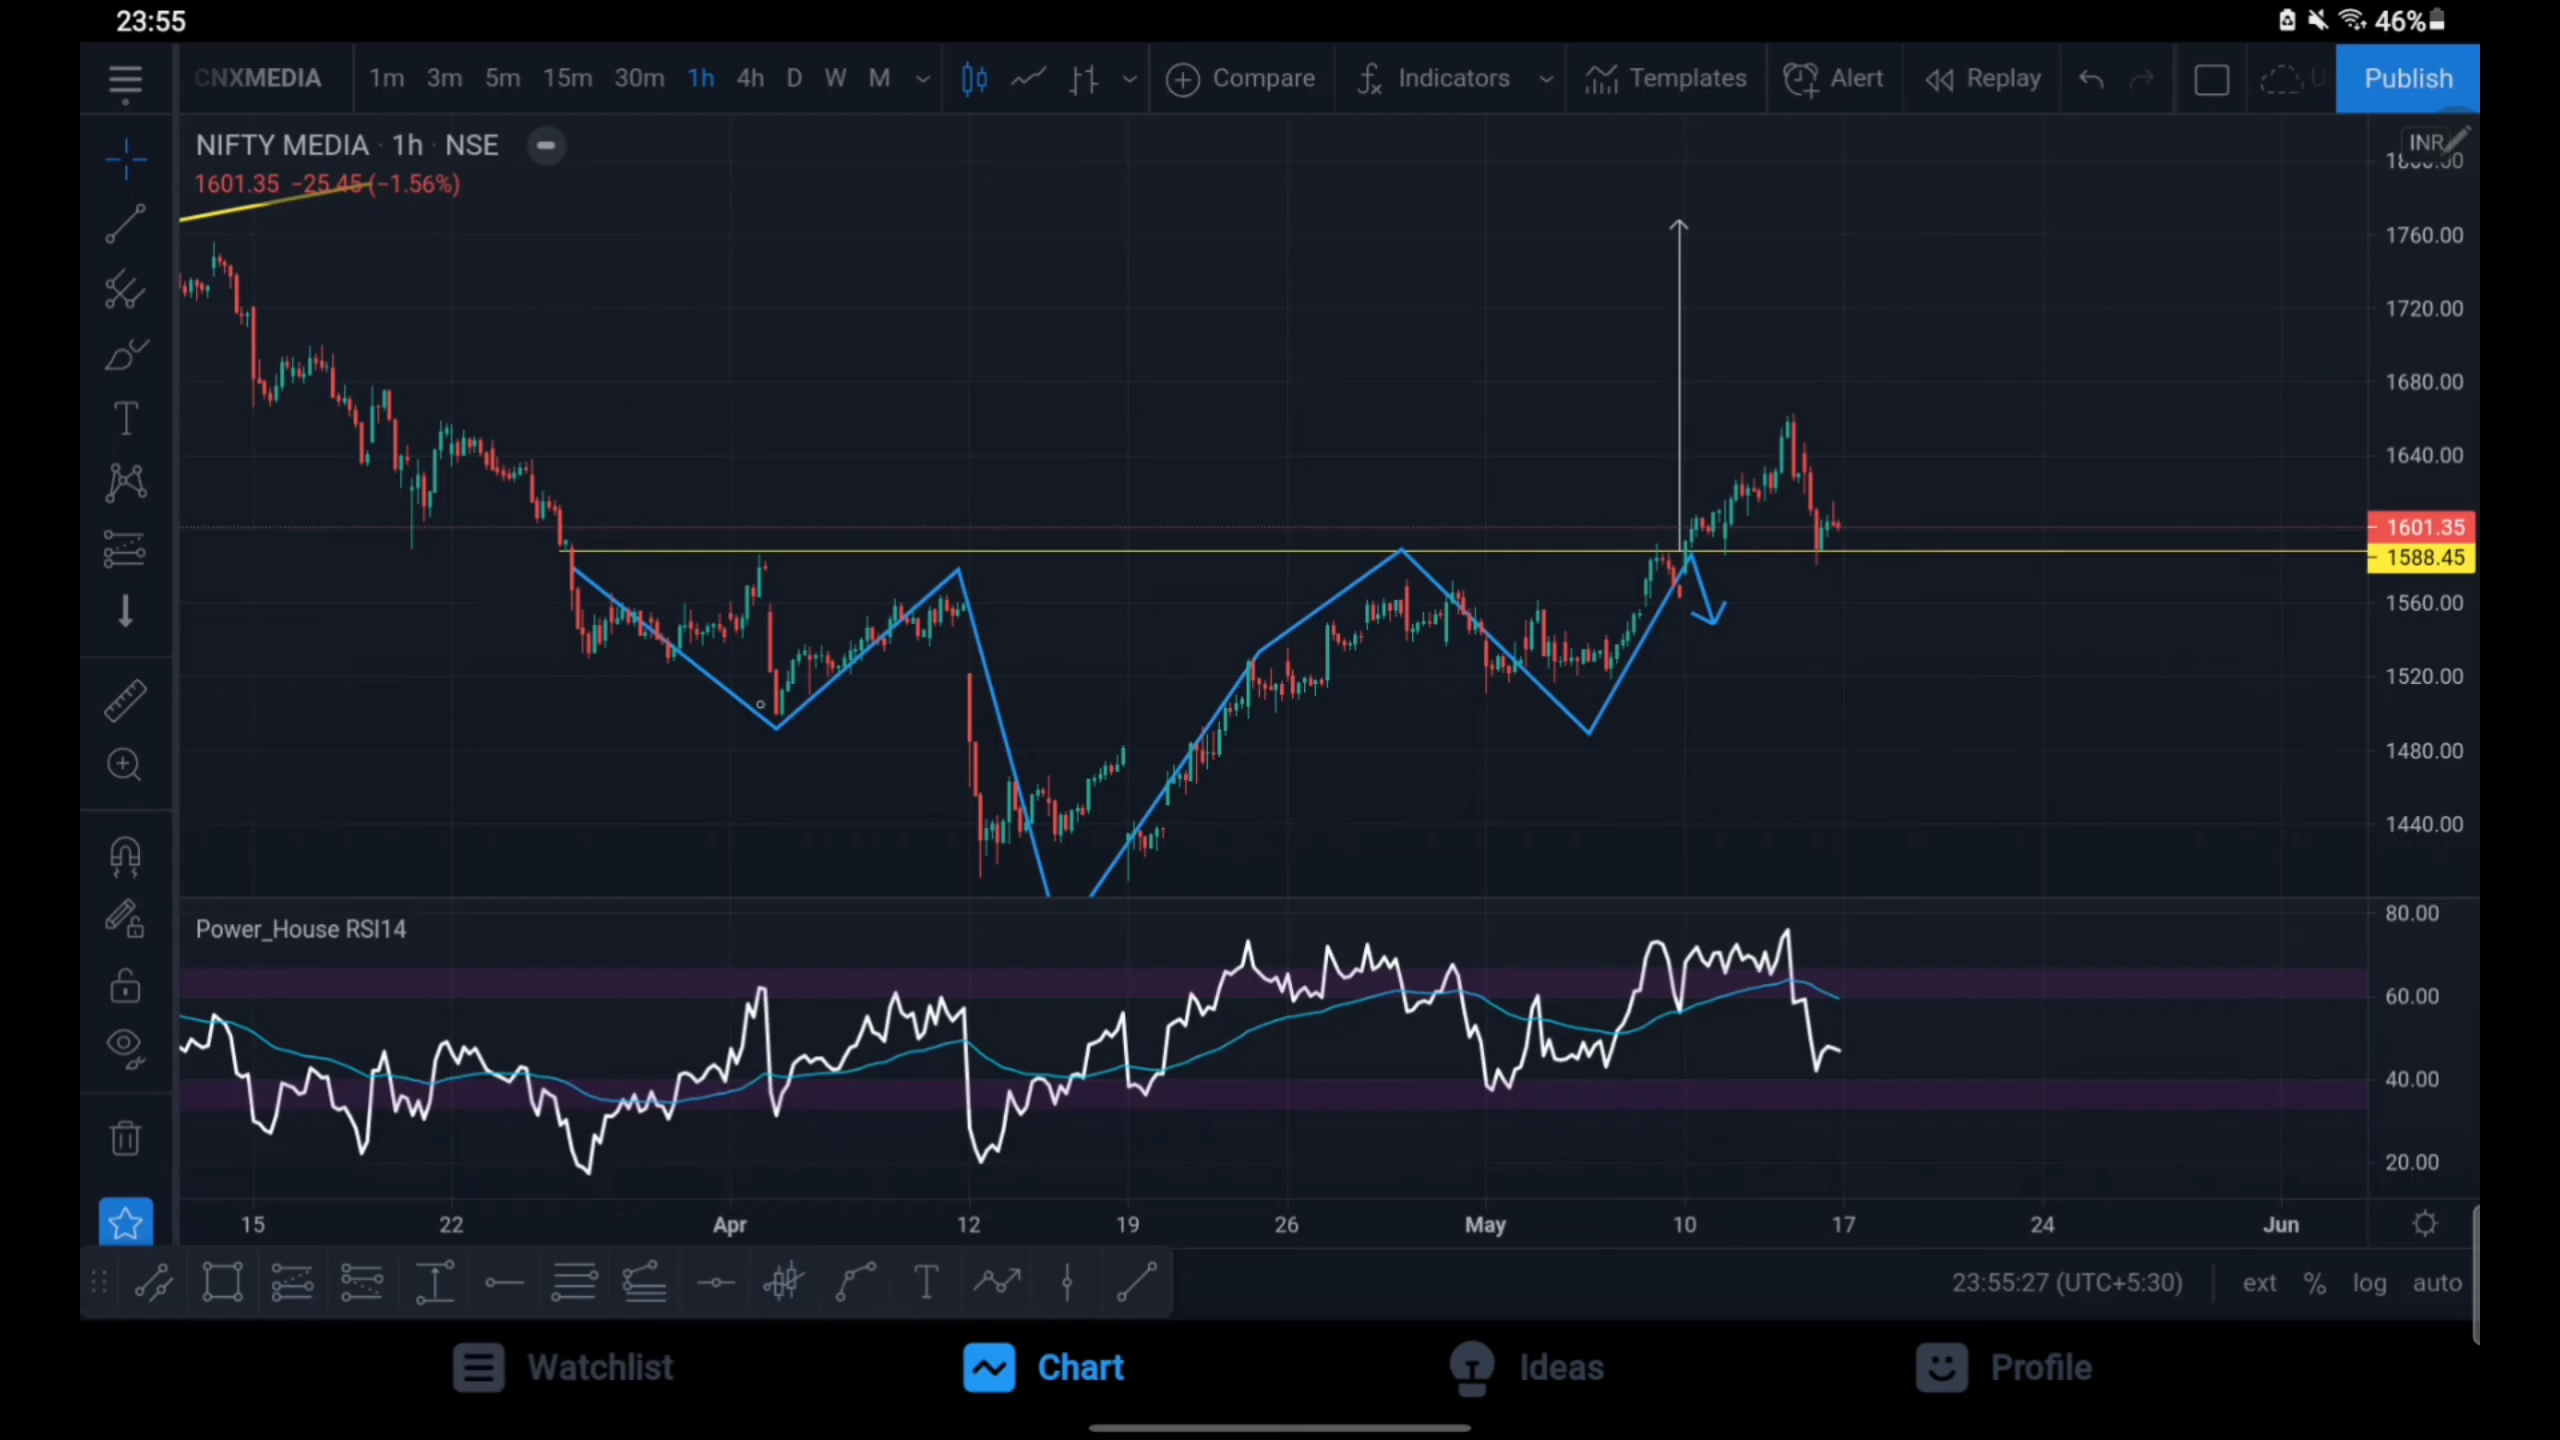 23:55
46%
CNXMEDIA 1m 3m 5m 15m 30m 1h 4h D W M Compare Indicators Templates Alert Replay Publish
NIFTY MEDIA · 1h · NSE
1601.35 −25.45 (−1.56%)
INR
1760.00
1720.00
1680.00
1640.00
1601.35
1588.45
1560.00
1520.00
1480.00
1440.00
Power_House RSI14
80.00
60.00
40.00
20.00
15 22 Apr 12 19 26 May 10 17 24 Jun
23:55:27 (UTC+5:30) ext % log auto
Watchlist Chart Ideas Profile